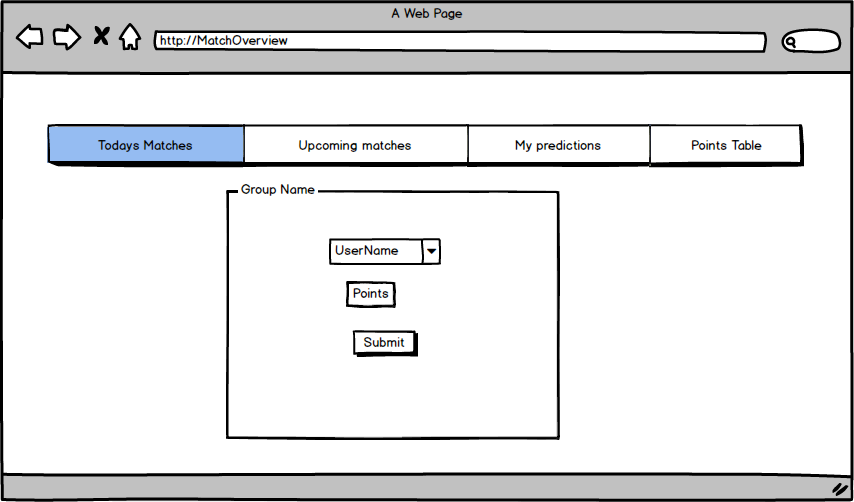 A Web Page
http://MatchOverview
Todays Matches
Upcoming matches
My predictions
Points Table
Group Name
UserName
Points
Submit